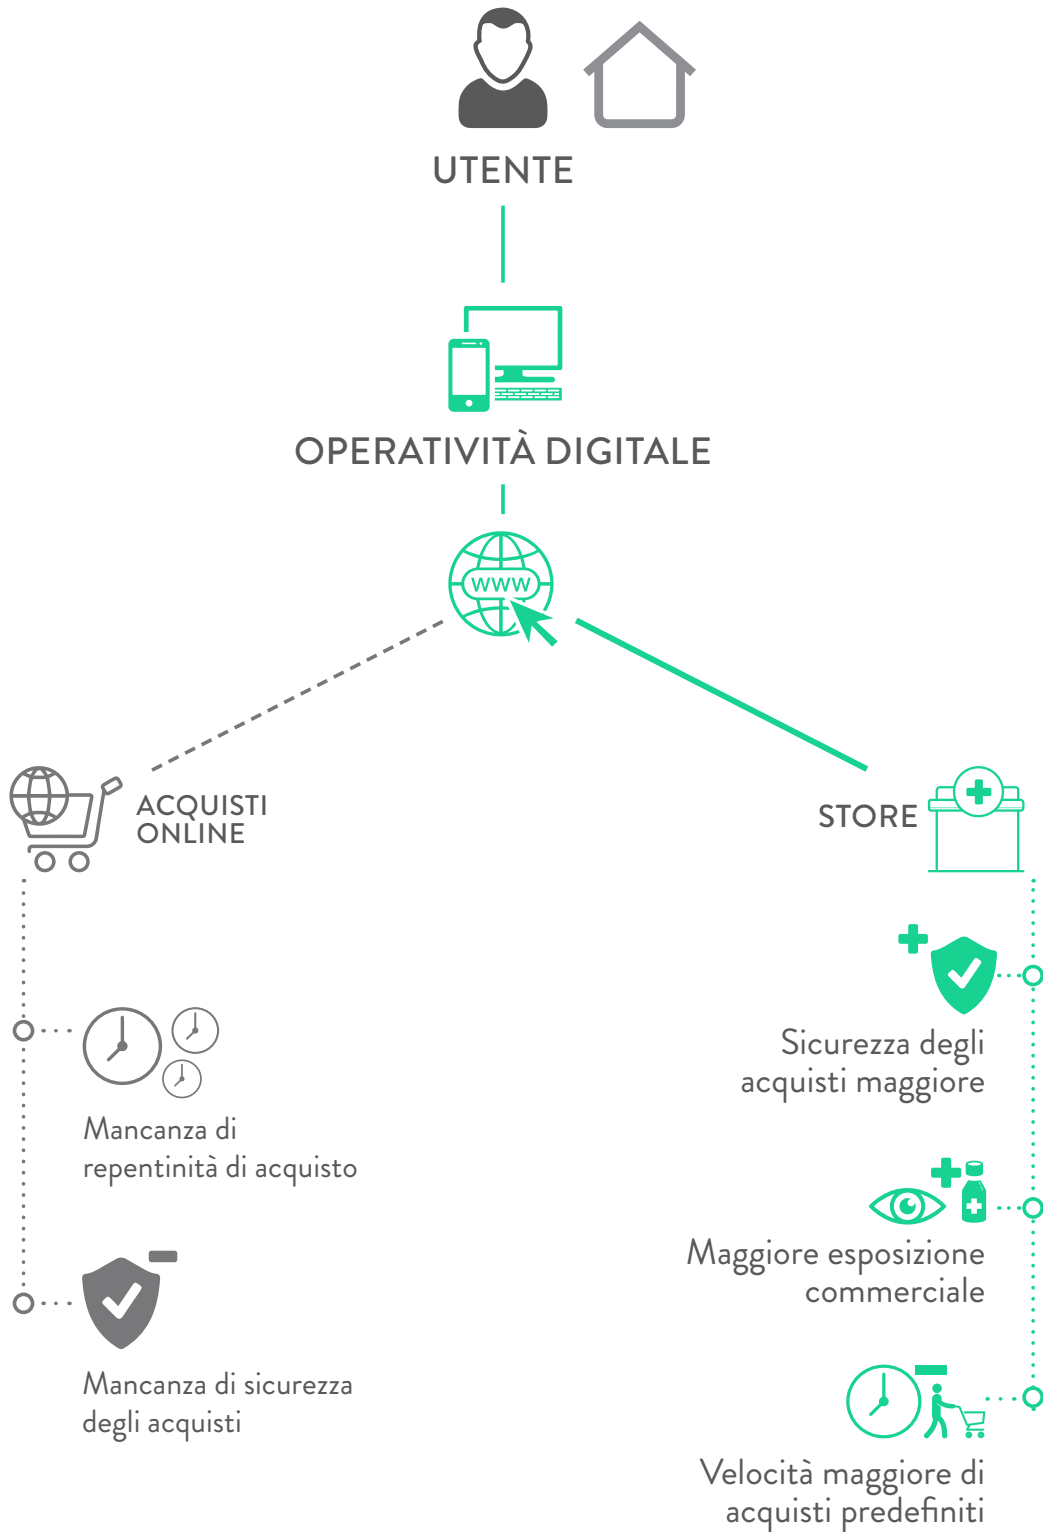 UTENTE
OPERATIVITÀ DIGITALE
WWW
ACQUISTI
ONLINE
Mancanza di
repentinità di acquisto
Mancanza di sicurezza
degli acquisti
STORE
Sicurezza degli
acquisti maggiore
Maggiore esposizione
commerciale
Velocità maggiore di
acquisti predefiniti